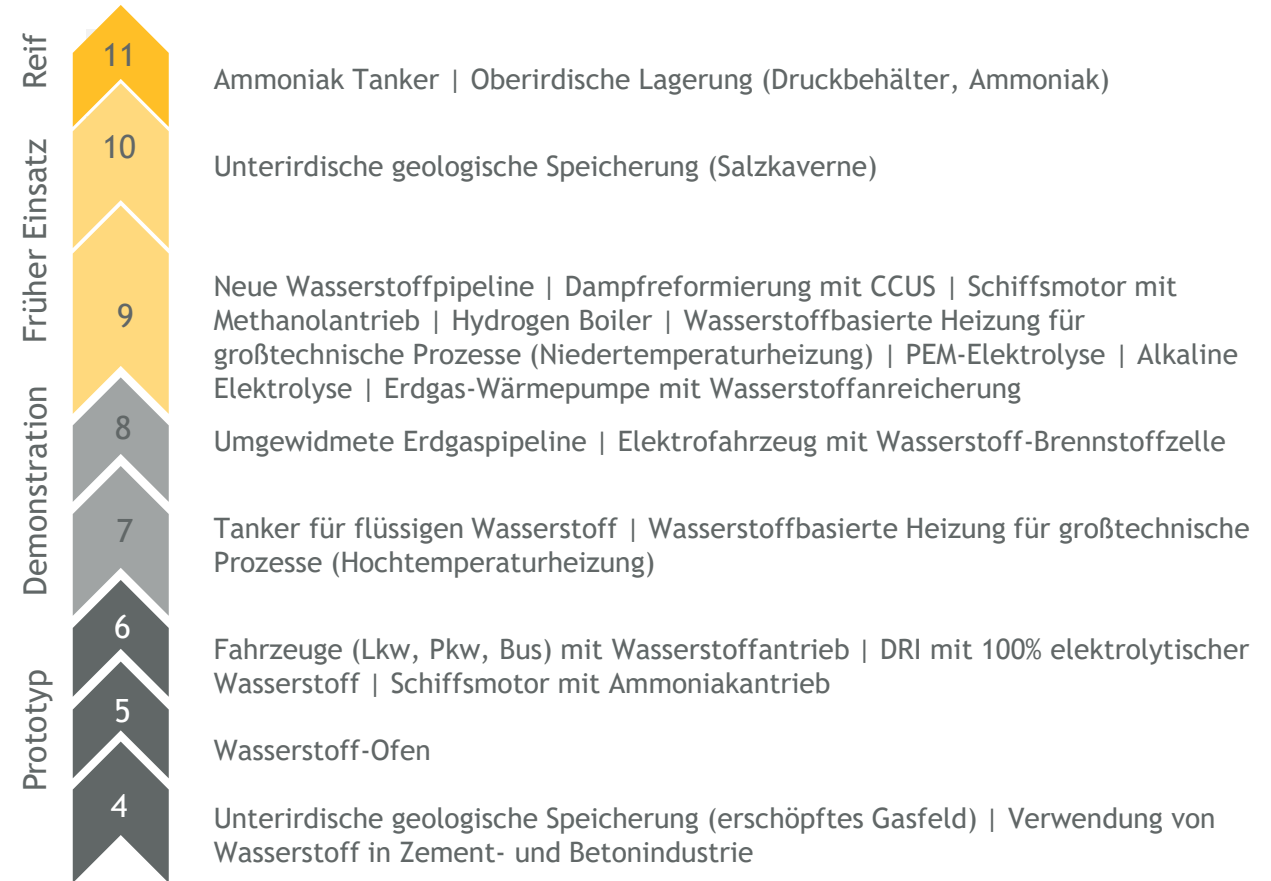 Reif
11
Ammoniak Tanker | Oberirdische Lagerung (Druckbehälter, Ammoniak)
Früher Einsatz
10
Unterirdische geologische Speicherung (Salzkaverne)
9
Neue Wasserstoffpipeline | Dampfreformierung mit CCUS | Schiffsmotor mit
Methanolantrieb | Hydrogen Boiler | Wasserstoffbasierte Heizung für
großtechnische Prozesse (Niedertemperaturheizung) | PEM-Elektrolyse | Alkaline
Elektrolyse | Erdgas-Wärmepumpe mit Wasserstoffanreicherung
Demonstration
8
Umgewidmete Erdgaspipeline | Elektrofahrzeug mit Wasserstoff-Brennstoffzelle
7
Tanker für flüssigen Wasserstoff | Wasserstoffbasierte Heizung für großtechnische
Prozesse (Hochtemperaturheizung)
Prototyp
6
Fahrzeuge (Lkw, Pkw, Bus) mit Wasserstoffantrieb | DRI mit 100% elektrolytischer
Wasserstoff | Schiffsmotor mit Ammoniakantrieb
5
Wasserstoff-Ofen
4
Unterirdische geologische Speicherung (erschöpftes Gasfeld) | Verwendung von
Wasserstoff in Zement- und Betonindustrie